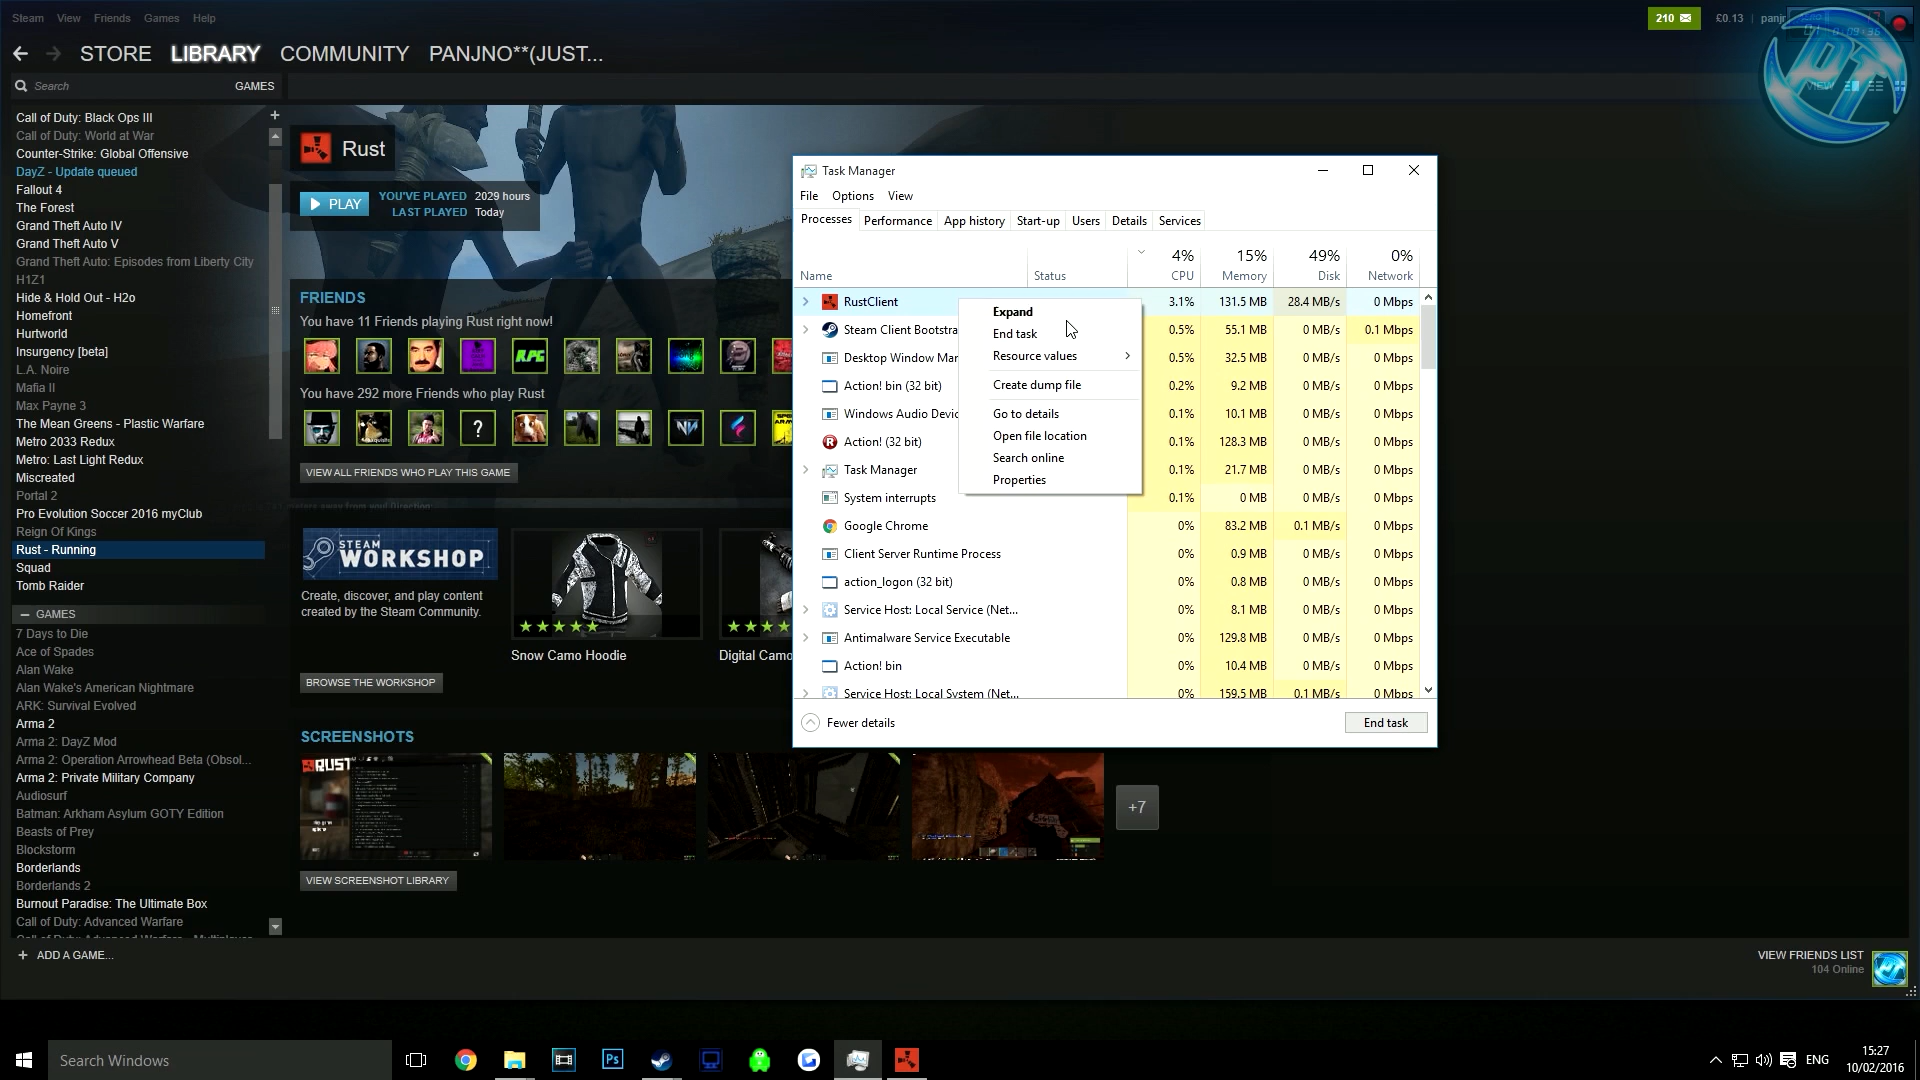 Steam View Friends Games Help
210 £0.13 panjr
STORE LIBRARY COMMUNITY PANJNO**(JUST...
VIEW
Search GAMES
Call of Duty: Black Ops III
Call of Duty: World at War
Counter-Strike: Global Offensive
DayZ - Update queued
Fallout 4
The Forest
Grand Theft Auto IV
Grand Theft Auto V
Grand Theft Auto: Episodes from Liberty City
H1Z1
Hide & Hold Out - H2o
Homefront
Hurtworld
Insurgency [beta]
L.A. Noire
Mafia II
Max Payne 3
The Mean Greens - Plastic Warfare
Metro 2033 Redux
Metro: Last Light Redux
Miscreated
Portal 2
Pro Evolution Soccer 2016 myClub
Reign Of Kings
Rust - Running
Squad
Tomb Raider
GAMES
7 Days to Die
Ace of Spades
Alan Wake
Alan Wake's American Nightmare
ARK: Survival Evolved
Arma 2
Arma 2: DayZ Mod
Arma 2: Operation Arrowhead Beta (Obsol...
Arma 2: Private Military Company
Audiosurf
Batman: Arkham Asylum GOTY Edition
Beasts of Prey
Blockstorm
Borderlands
Borderlands 2
Burnout Paradise: The Ultimate Box
Call of Duty: Advanced Warfare
+ ADD A GAME...
Rust
PLAY
YOU'VE PLAYED 2029 hours
LAST PLAYED Today
FRIENDS
You have 11 Friends playing Rust right now!
RPG
You have 292 more Friends who play Rust
?
VIEW ALL FRIENDS WHO PLAY THIS GAME
STEAM
WORKSHOP
Create, discover, and play content
created by the Steam Community.
BROWSE THE WORKSHOP
Snow Camo Hoodie
Digital Camo
SCREENSHOTS
RUST
+7
VIEW SCREENSHOT LIBRARY
Task Manager
File Options View
Processes Performance App history Start-up Users Details Services
4% 15% 49% 0%
Name Status CPU Memory Disk Network
RustClient 3.1% 131.5 MB 28.4 MB/s 0 Mbps
Steam Client Bootstra 0.5% 55.1 MB 0 MB/s 0.1 Mbps
Desktop Window Mar 0.5% 32.5 MB 0 MB/s 0 Mbps
Action! bin (32 bit) 0.2% 9.2 MB 0 MB/s 0 Mbps
Windows Audio Devic 0.1% 10.1 MB 0 MB/s 0 Mbps
Action! (32 bit) 0.1% 128.3 MB 0 MB/s 0 Mbps
Task Manager 0.1% 21.7 MB 0 MB/s 0 Mbps
System interrupts 0.1% 0 MB 0 MB/s 0 Mbps
Google Chrome 0% 83.2 MB 0.1 MB/s 0 Mbps
Client Server Runtime Process 0% 0.9 MB 0 MB/s 0 Mbps
action_logon (32 bit) 0% 0.8 MB 0 MB/s 0 Mbps
Service Host: Local Service (Net... 0% 8.1 MB 0 MB/s 0 Mbps
Antimalware Service Executable 0% 129.8 MB 0 MB/s 0 Mbps
Action! bin 0% 10.4 MB 0 MB/s 0 Mbps
Service Host: Local System (Net... 0% 159.5 MB 0.1 MB/s 0 Mbps
Fewer details End task
Expand
End task
Resource values
Create dump file
Go to details
Open file location
Search online
Properties
VIEW FRIENDS LIST
104 Online
Search Windows
Ps
ENG
15:27
10/02/2016